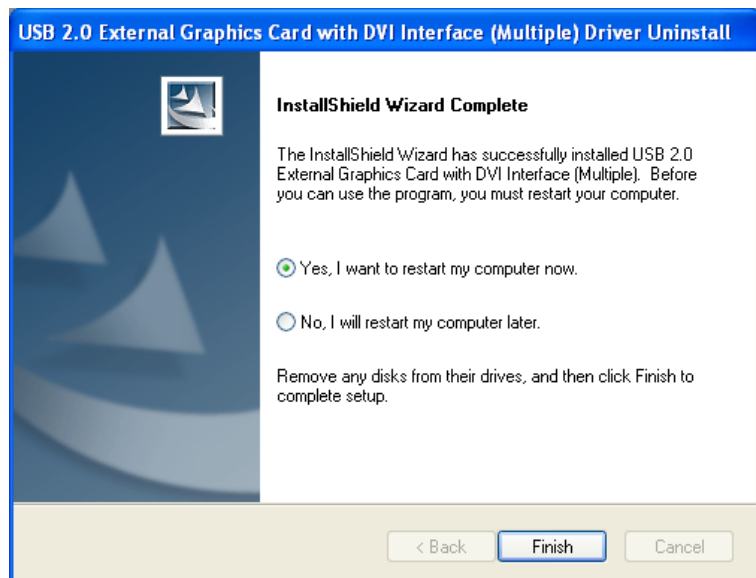 USB 2.0 External Graphics Card with DVI Interface (Multiple) Driver Uninstall
InstallShield Wizard Complete
The InstallShield Wizard has successfully installed USB 2.0
External Graphics Card with DVI Interface (Multiple).  Before
you can use the program, you must restart your computer.
Yes, I want to restart my computer now.
No, I will restart my computer later.
Remove any disks from their drives, and then click Finish to
complete setup.
< Back Finish Cancel